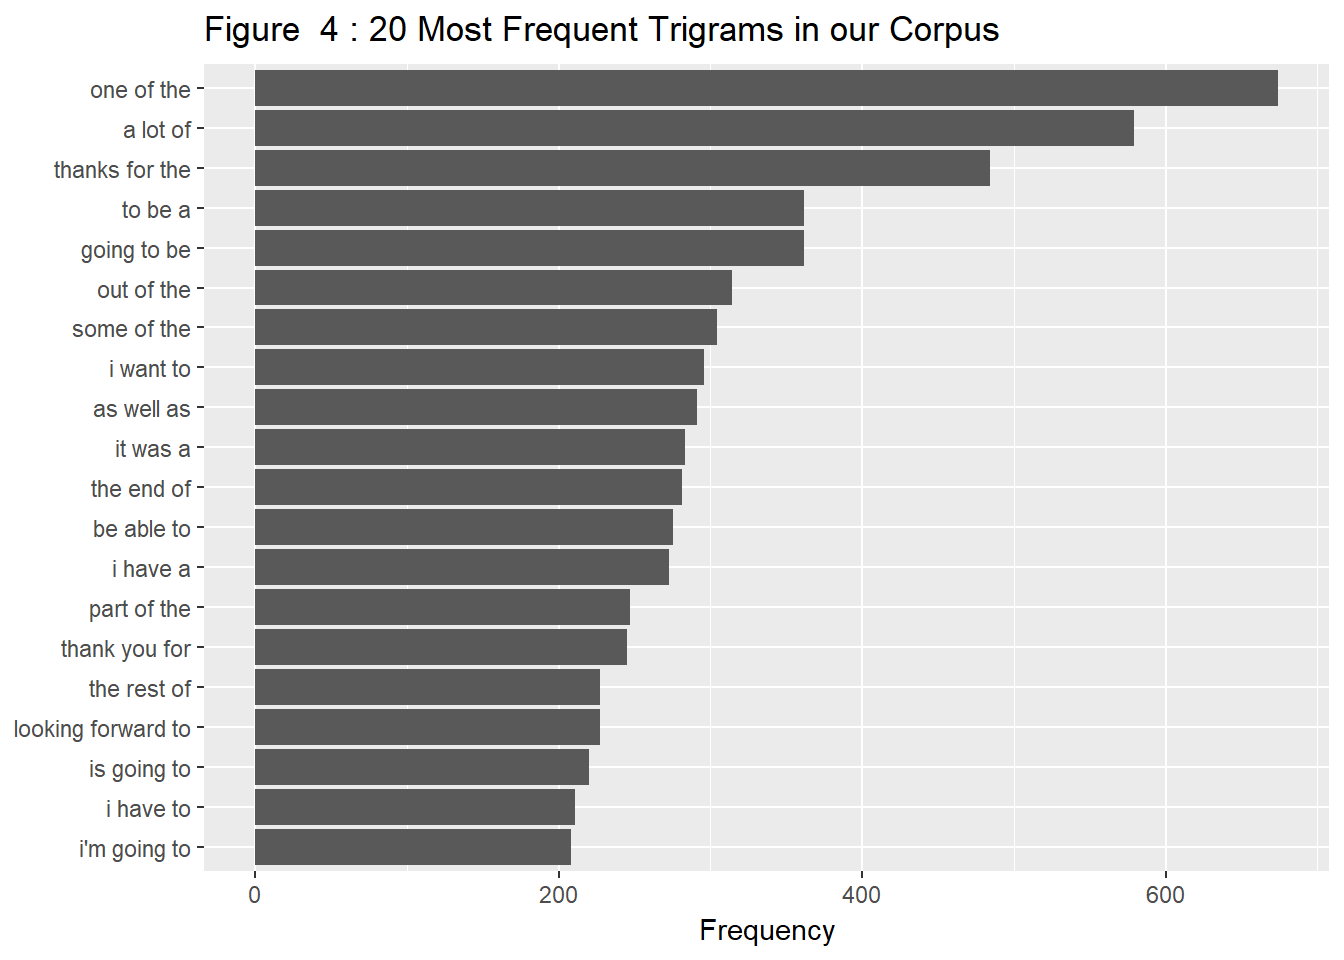 Figure  4 : 20 Most Frequent Trigrams in our Corpus
one of the
a lot of
thanks for the
to be a
going to be
out of the
some of the
i want to
as well as
it was a
the end of
be able to
i have a
part of the
thank you for
the rest of
looking forward to
is going to
i have to
i'm going to
0 200 400 600
Frequency